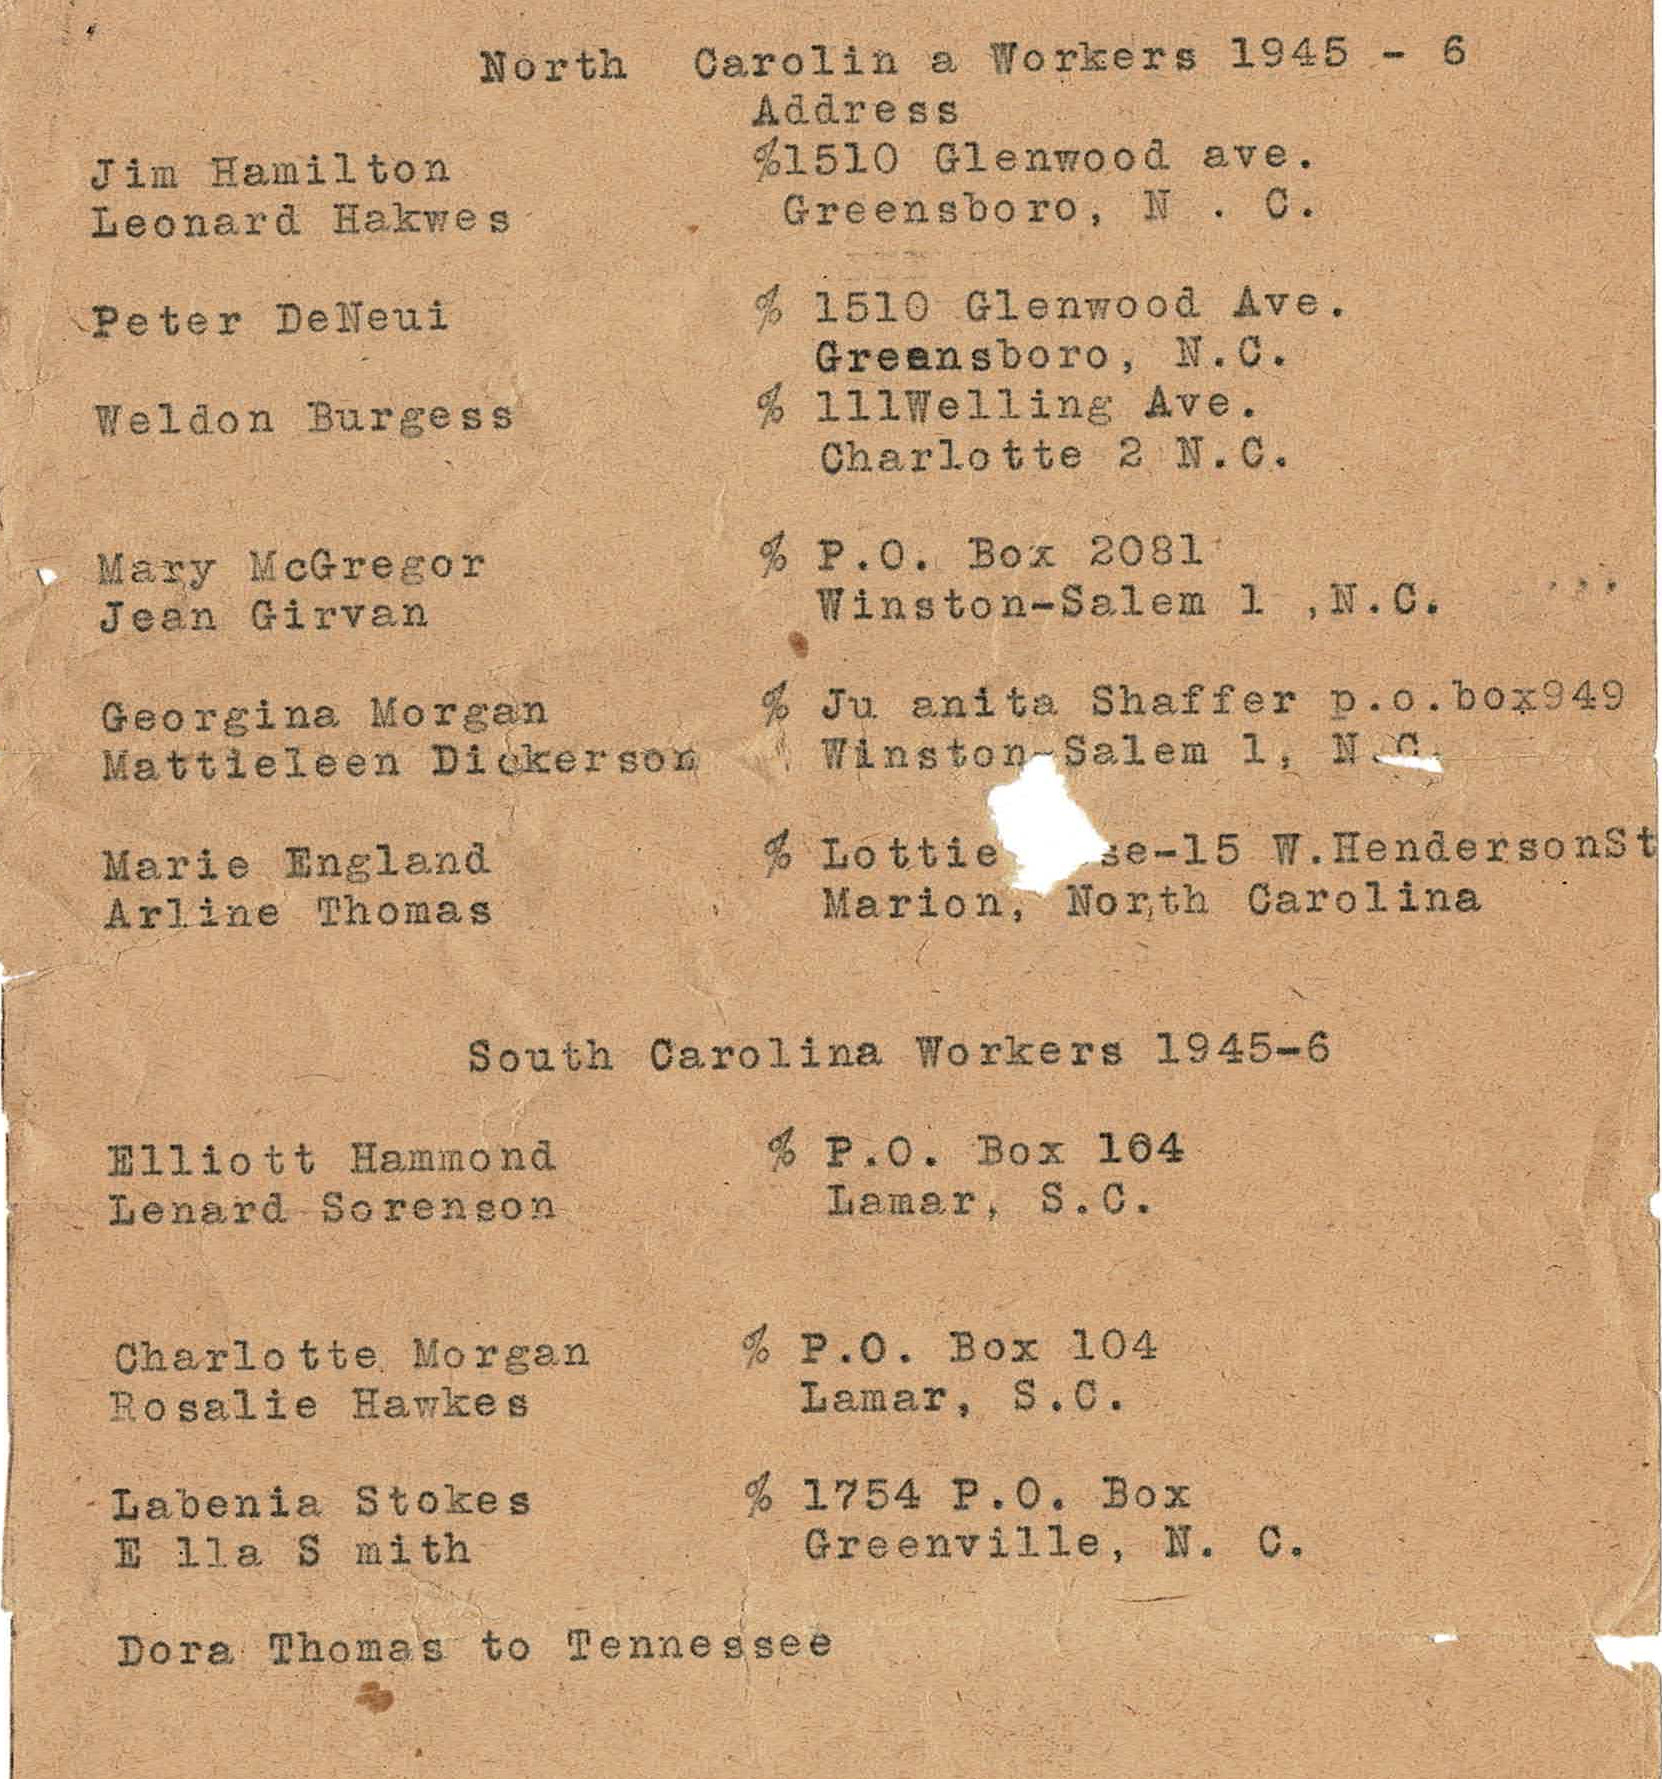 North Carolin a Workers 1945 - 6
Address
Jim Hamilton %1510 Glenwood ave.
Leonard Hakwes Greensboro, N . C.
Peter DeNeui % 1510 Glenwood Ave.
Greensboro, N.C.
Weldon Burgess % 111Welling Ave.
Charlotte 2 N.C.
Mary McGregor % P.O. Box 2081
Jean Girvan Winston-Salem 1 ,N.C.
Georgina Morgan % Ju anita Shaffer p.o.box949
Mattieleen Dickerson Winston-Salem 1, N.C.
Marie England % Lottie se-15 W.HendersonSt
Arline Thomas Marion, North Carolina
South Carolina Workers 1945-6
Elliott Hammond % P.O. Box 104
Lenard Sorenson Lamar, S.C.
Charlotte Morgan % P.O. Box 104
Rosalie Hawkes Lamar, S.C.
Labenia Stokes % 1754 P.O. Box
E lla S mith Greenville, N. C.
Dora Thomas to Tennessee